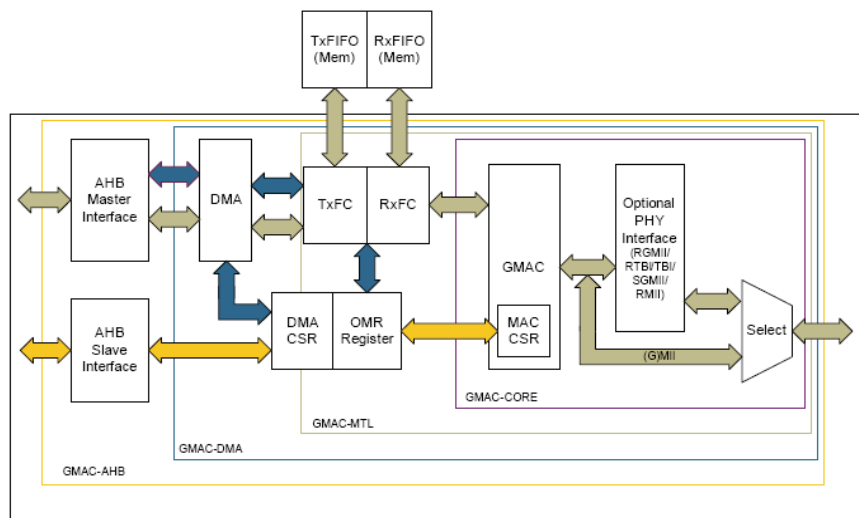 TxFIFO
(Mem)
RxFIFO
(Mem)
AHB
Master
Interface
DMA
TxFC
RxFC
GMAC
Optional
PHY
Interface
(RGMII/
RTBI/TBI/
SGMII/
RMII)
AHB
Slave
Interface
DMA
CSR
OMR
Register
MAC
CSR
Select
(G)MII
GMAC-CORE
GMAC-MTL
GMAC-DMA
GMAC-AHB